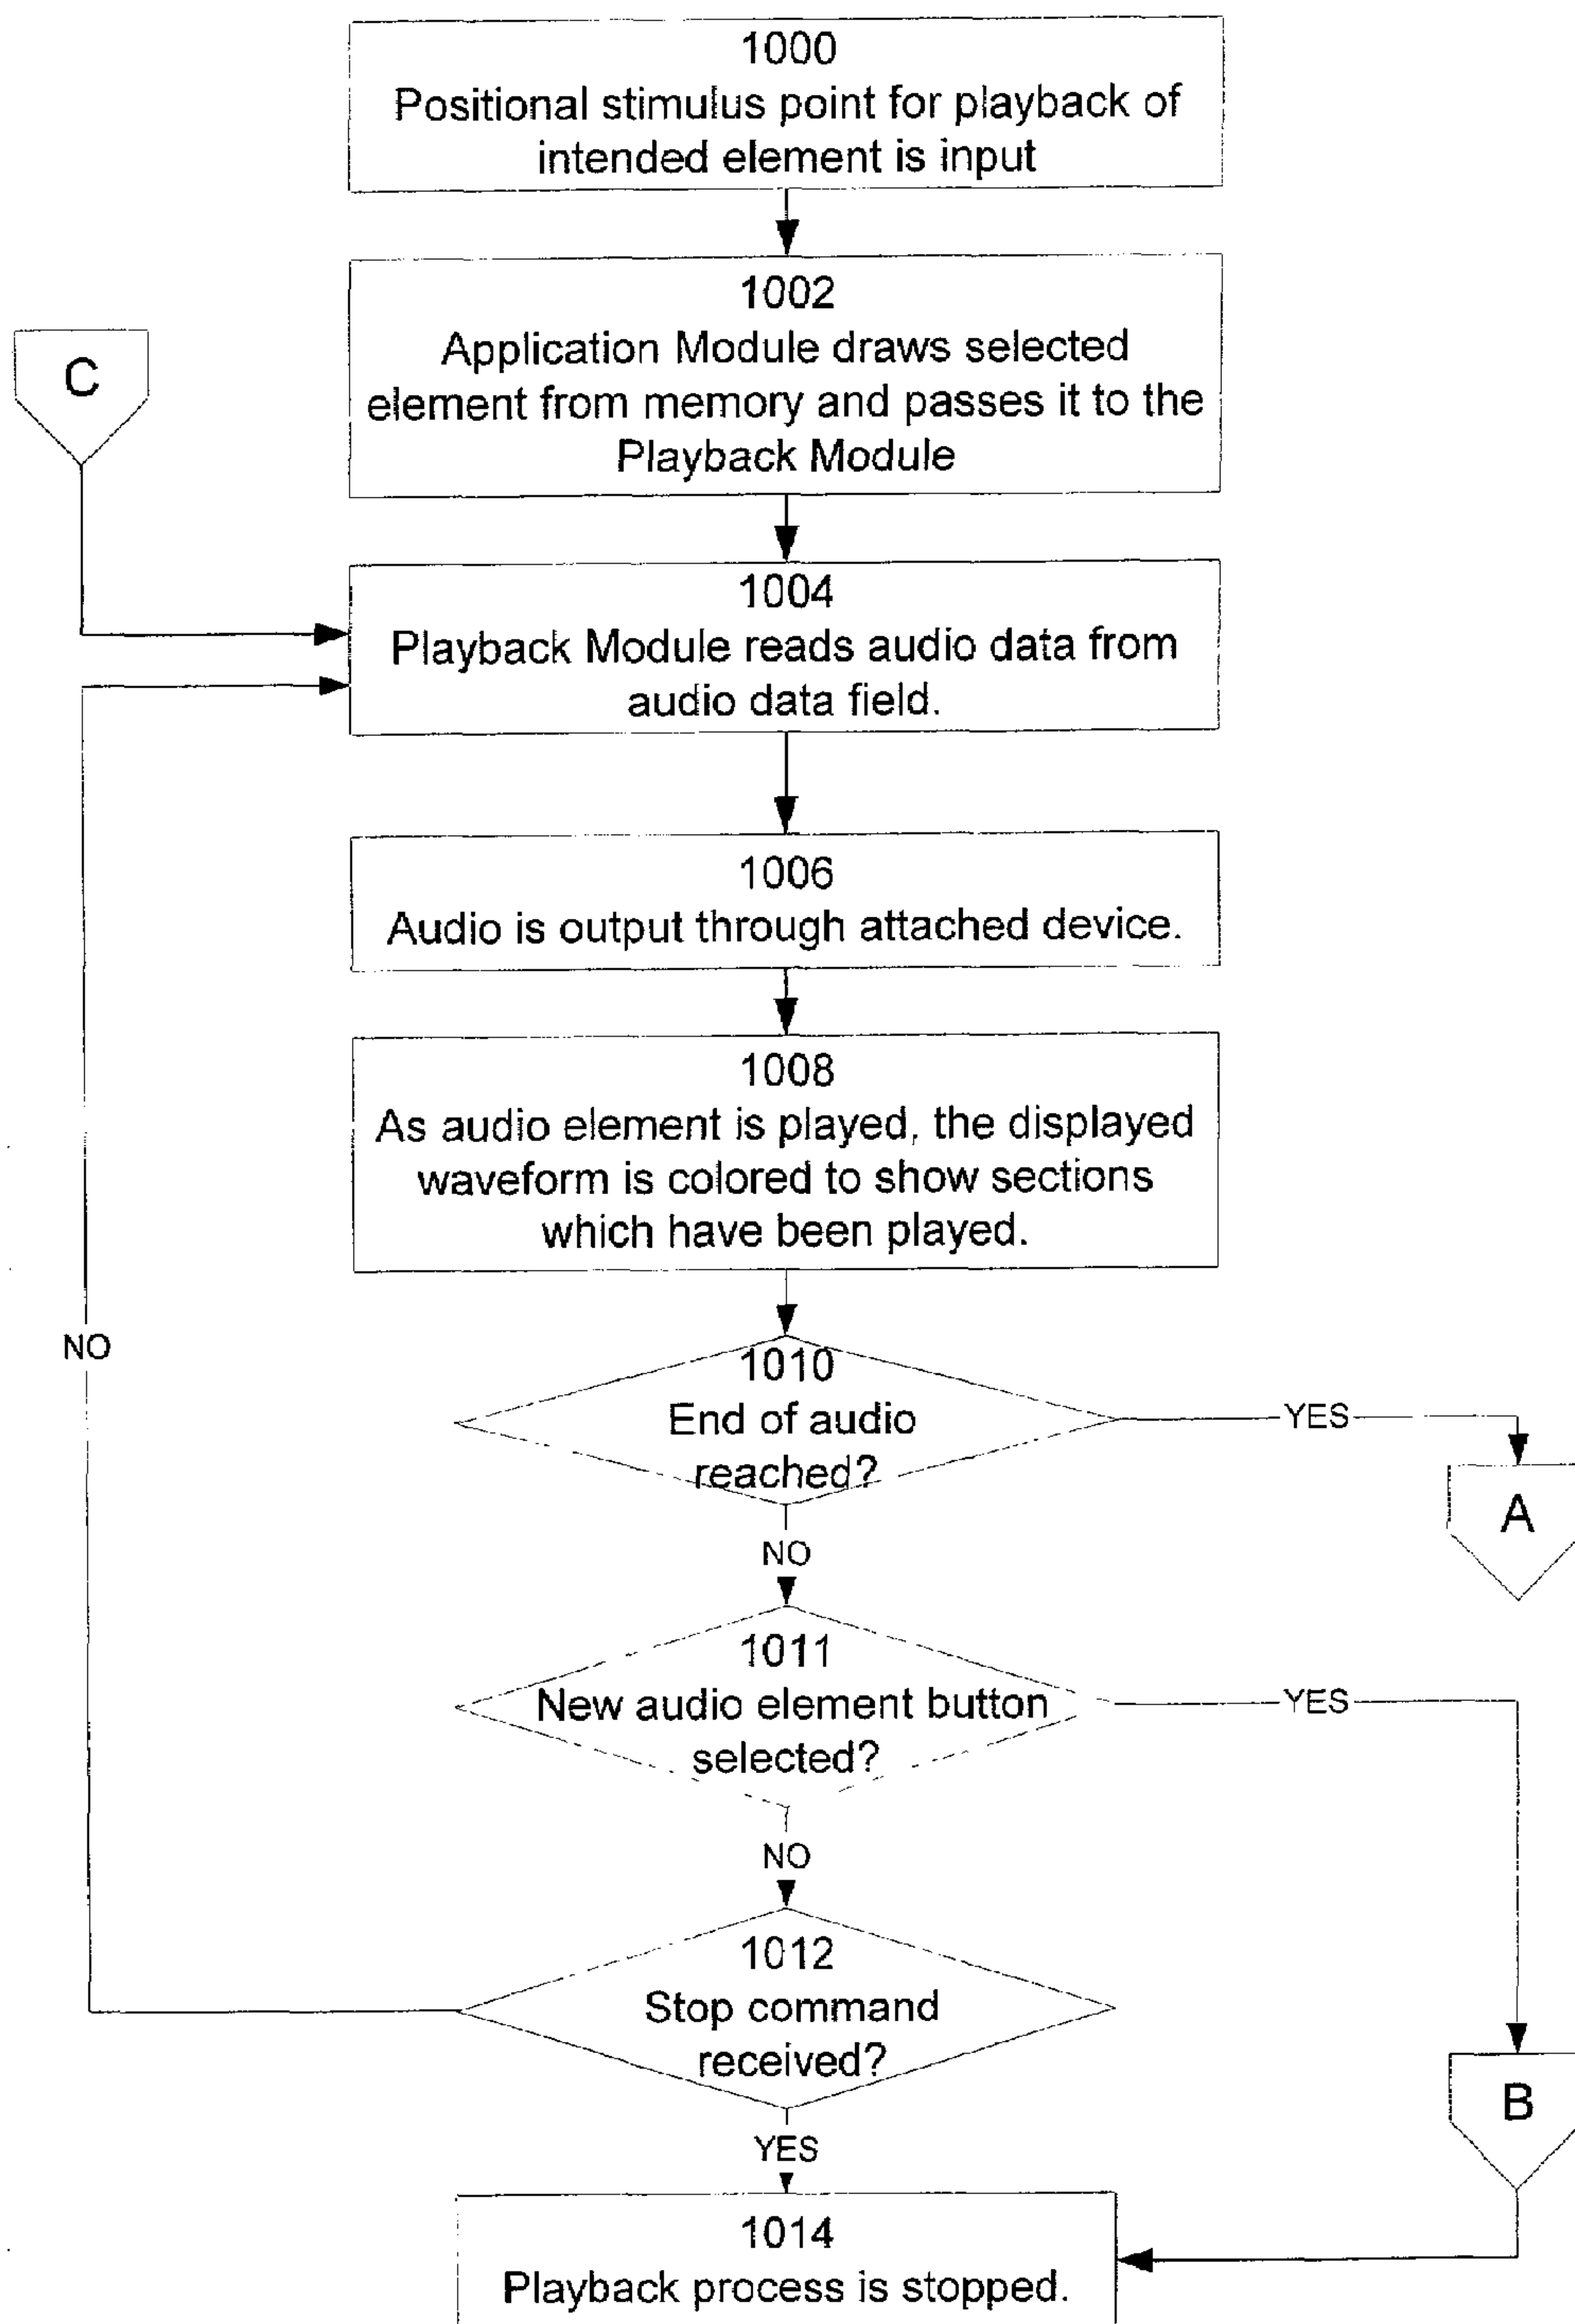 1000
Positional stimulus point for playback of
intended element is input
1002
Application Module draws selected
element from memory and passes it to the
Playback Module
C
1004
Playback Module reads audio data from
audio data field.
1006
Audio is output through attached device.
1008
As audio element is played, the displayed
waveform is colored to show sections
which have been played.
NO
1010
End of audio
reached?
YES
A
NO
1011
New audio element button
selected?
YES
NO
1012
Stop command
received?
B
YES
1014
Playback process is stopped.